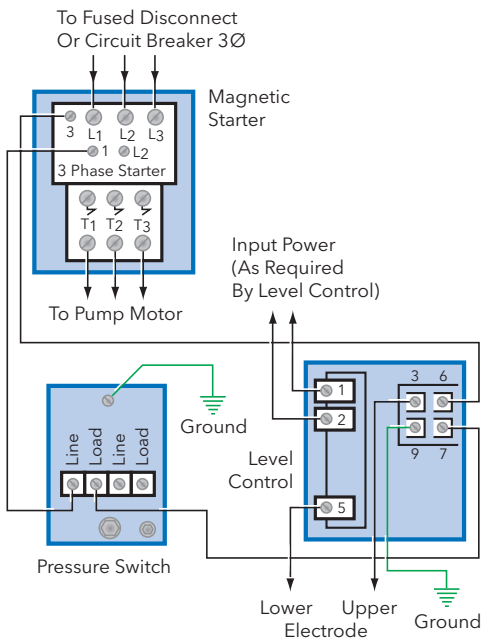 To Fused Disconnect
Or Circuit Breaker 3Ø
Magnetic
Starter
3 L1 L2 L3
1 L2
3 Phase Starter
T1 T2 T3
To Pump Motor
Input Power
(As Required
By Level Control)
Ground
Line Load Line Load
Pressure Switch
Level
Control
1
2
5
3 6
9 7
Lower Upper
Electrode
Ground